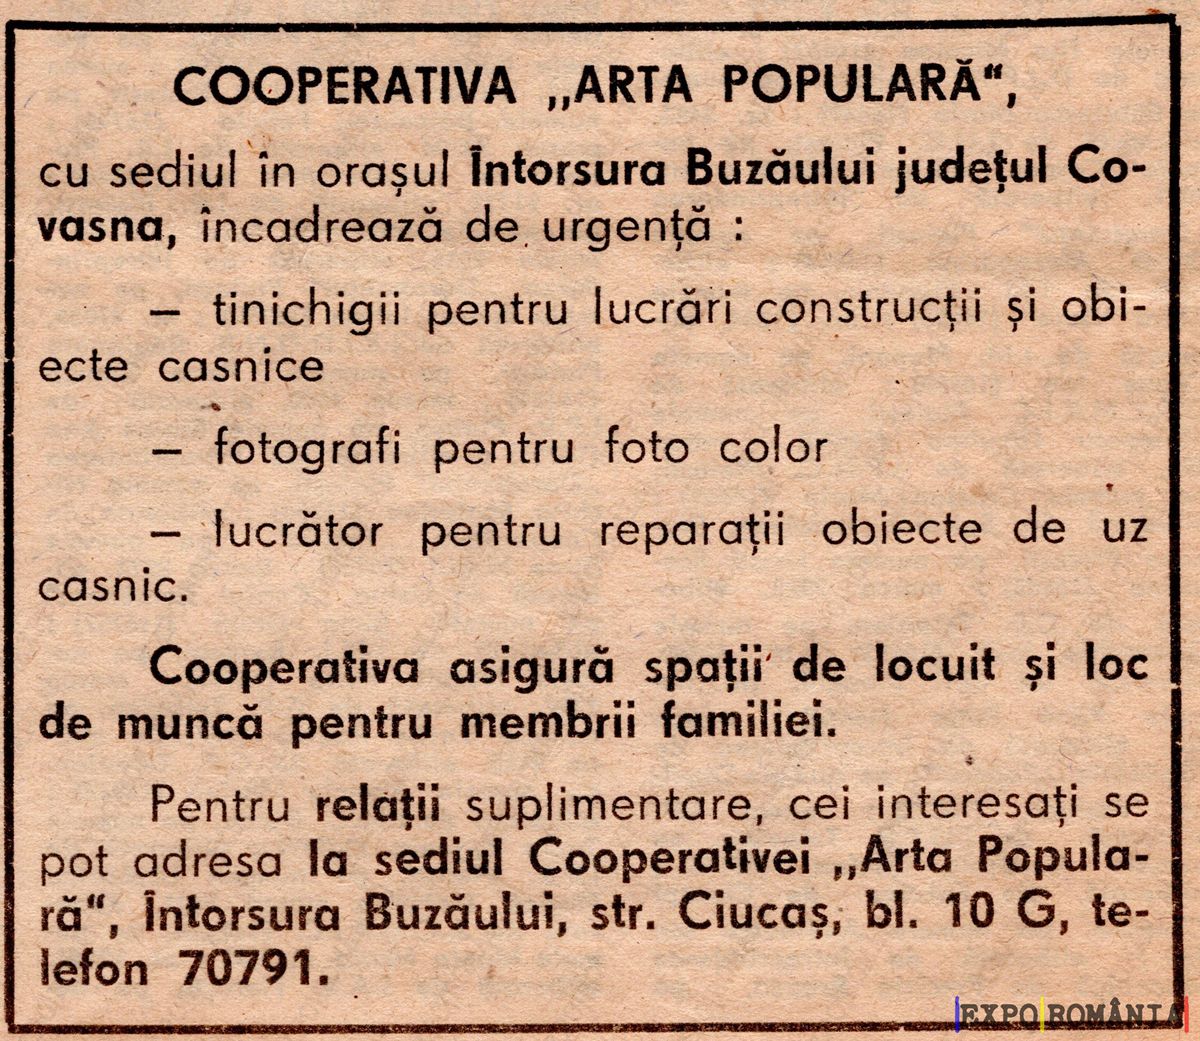 COOPERATIVA „ARTA POPULARĂ“,
cu sediul în orașul Întorsura Buzăului județul Co-
vasna, încadrează de urgență :
— tinichigii pentru lucrări construcții și obi-
ecte casnice
— fotografi pentru foto color
— lucrător pentru reparații obiecte de uz
casnic.
Cooperativa asigură spații de locuit și loc
de muncă pentru membrii familiei.
Pentru relații suplimentare, cei interesați se
pot adresa la sediul Cooperativei „Arta Popula-
ră“, Întorsura Buzăului, str. Ciucaș, bl. 10 G, te-
lefon 70791.
EXPO ROMÂNIA